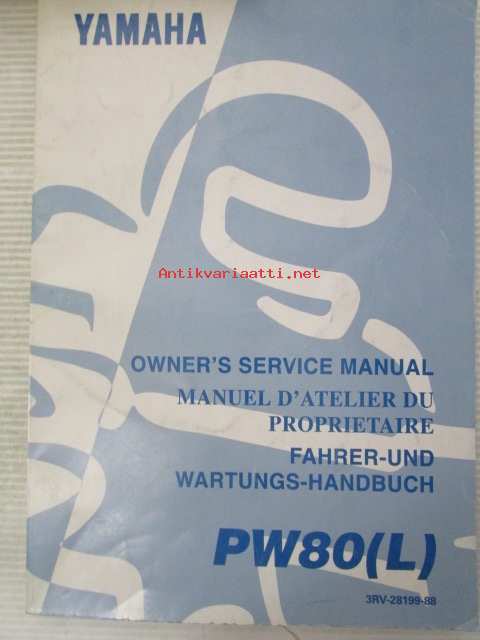 YAMAHA
Antikvariaatti.net
OWNER'S SERVICE MANUAL
MANUEL D'ATELIER DU
PROPRIETAIRE
FAHRER-UND
WARTUNGS-HANDBUCH
PW80(L)
3RV-28199-88